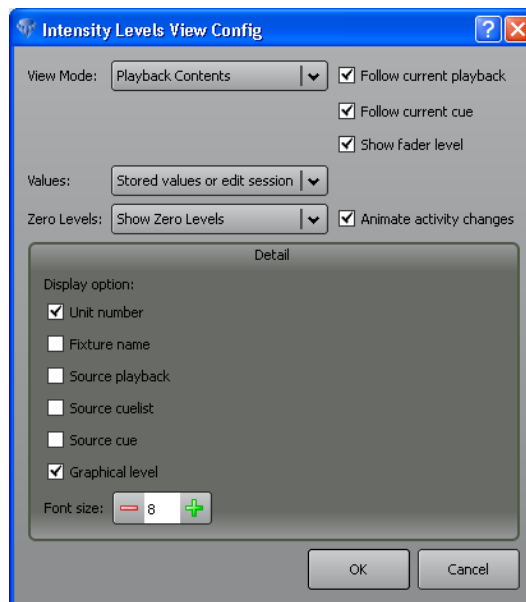 Intensity Levels View Config
View Mode: Playback Contents Follow current playback
Follow current cue
Show fader level
Values: Stored values or edit session
Zero Levels: Show Zero Levels Animate activity changes
Detail
Display option:
Unit number
Fixture name
Source playback
Source cuelist
Source cue
Graphical level
Font size: 8
OK Cancel